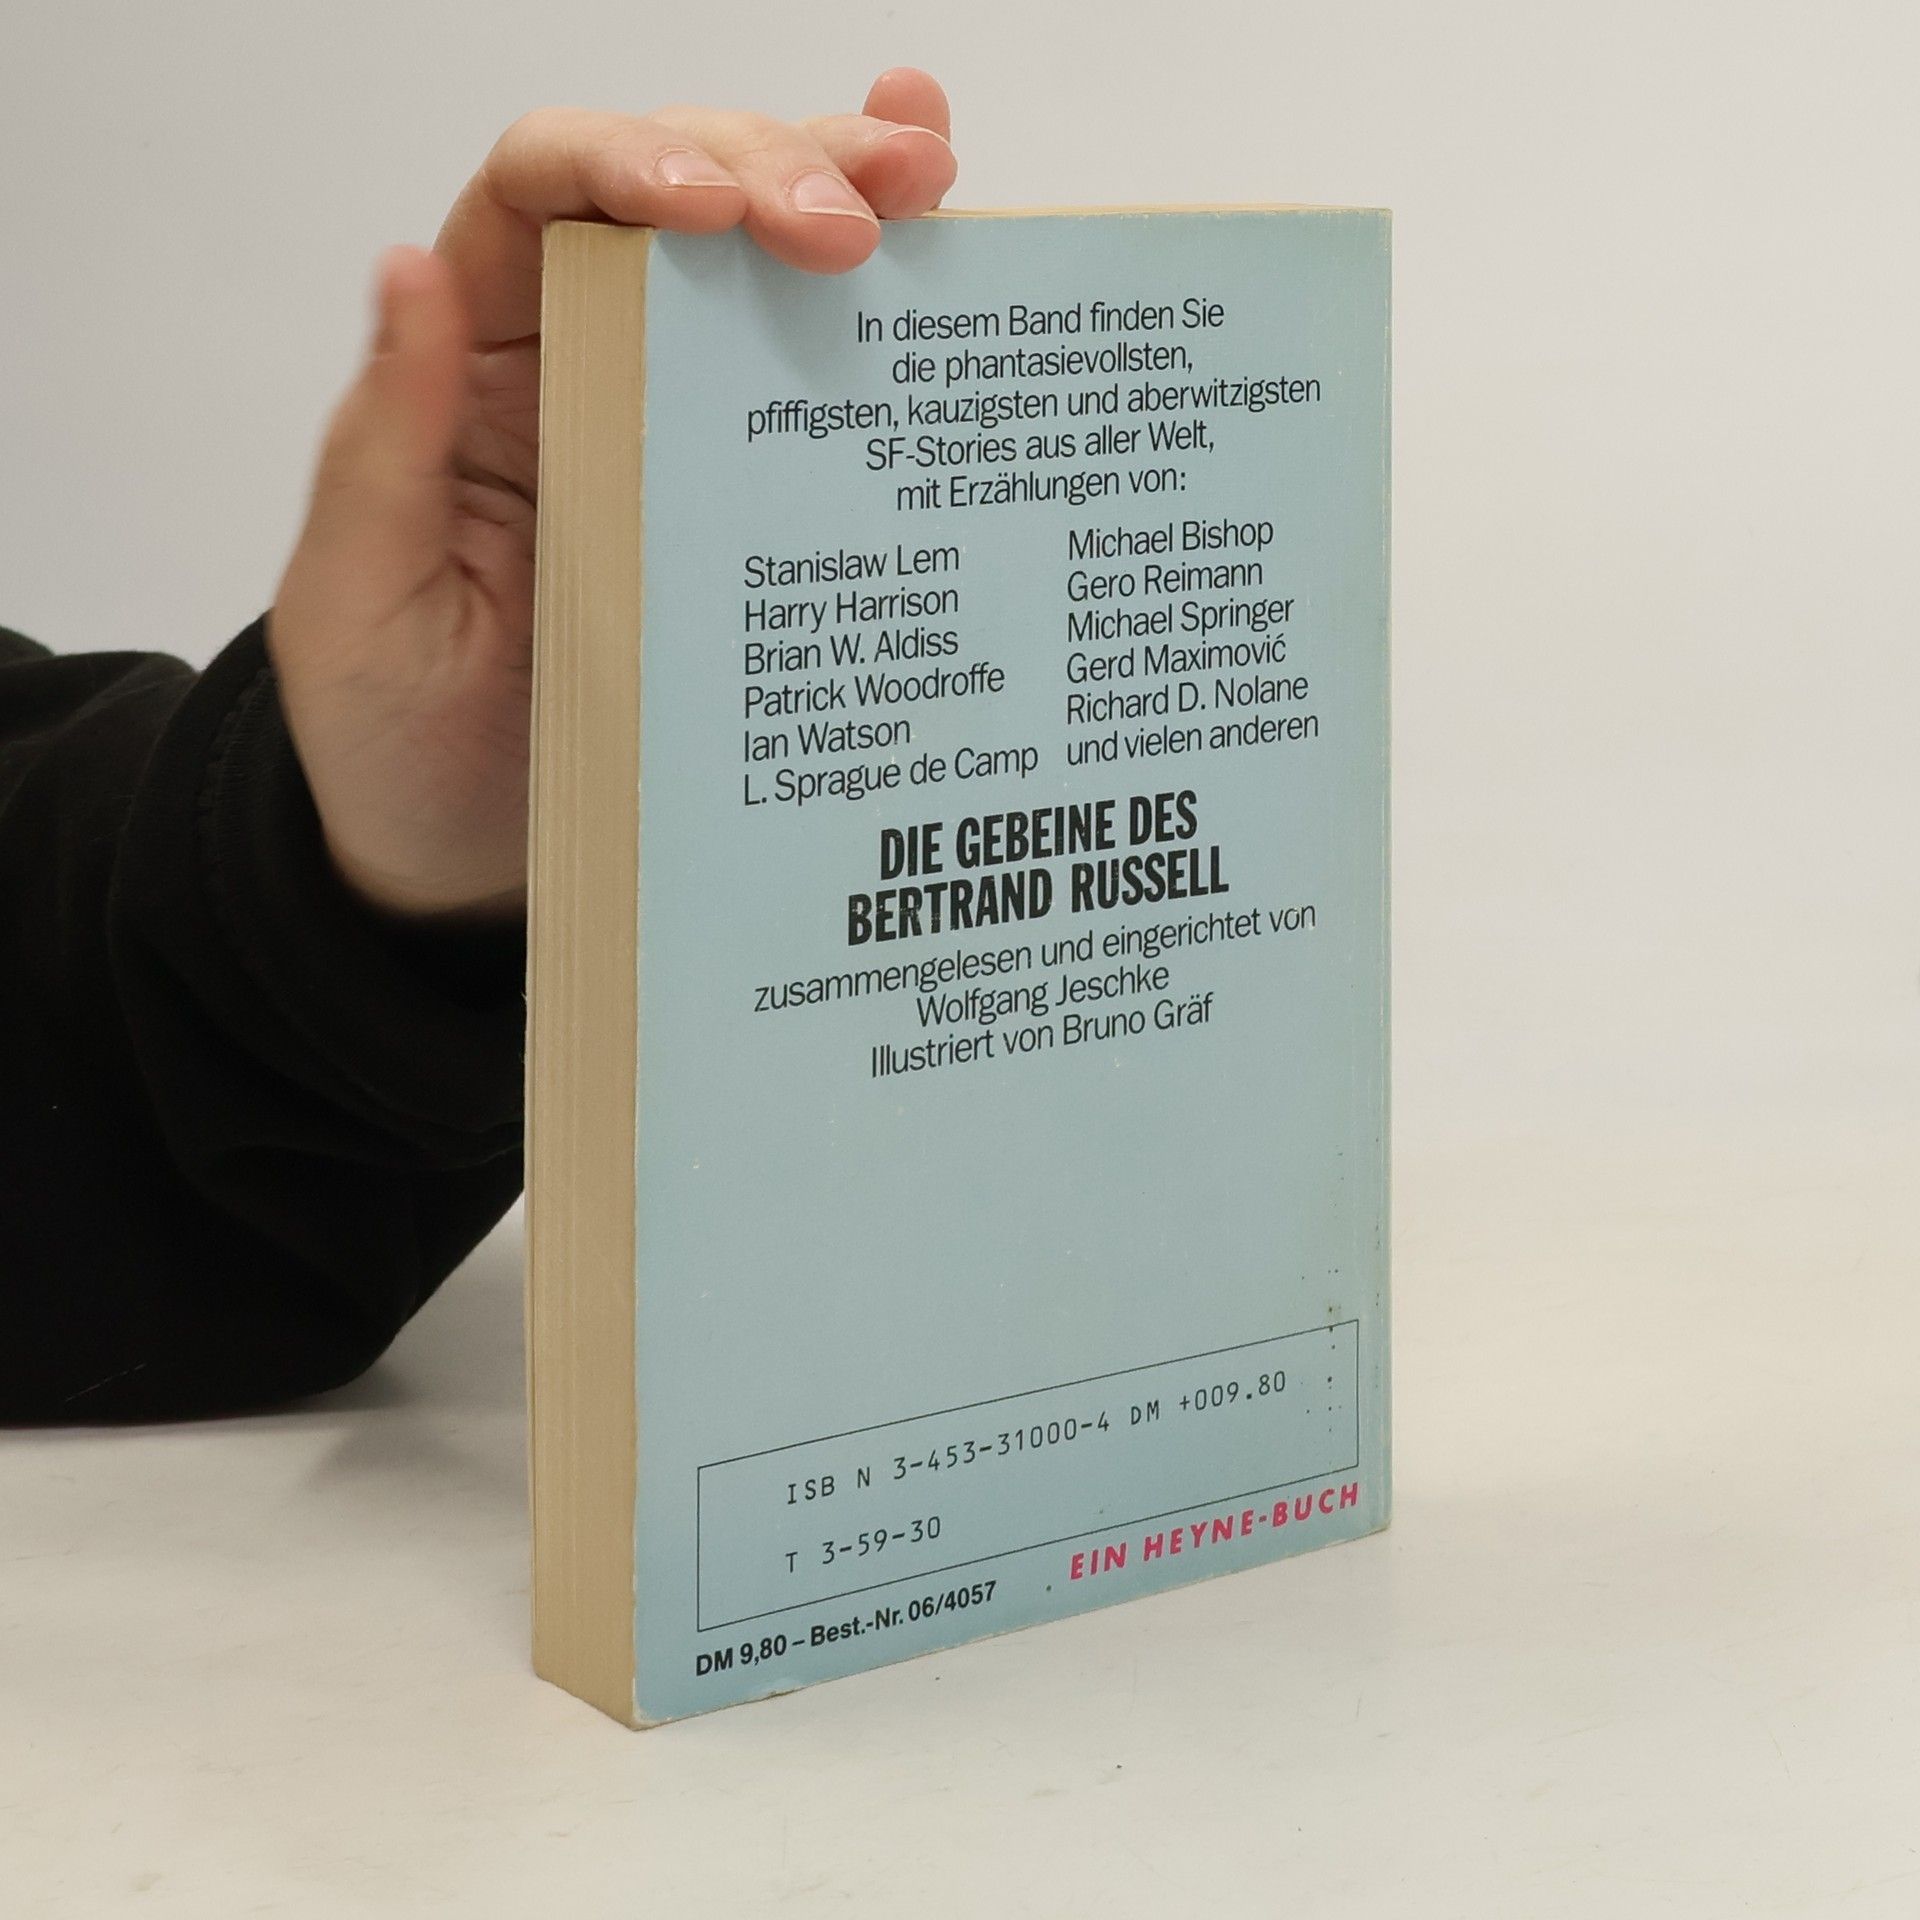 In diesem Band finden Sie
die phantasievollsten,
pfiffigsten, kauzigsten und aberwitzigsten
SF-Stories aus aller Welt,
mit Erzählungen von:
Stanislaw Lem
Harry Harrison
Brian W. Aldiss
Patrick Woodroffe
Ian Watson
L. Sprague de Camp
Michael Bishop
Gero Reimann
Michael Springer
Gerd Maximović
Richard D. Nolane
und vielen anderen
DIE GEBEINE DES
BERTRAND RUSSELL
zusammengelesen und eingerichtet von
Wolfgang Jeschke
Illustriert von Bruno Gräf
ISB N 3-453-31000-4 DM +009.80
T 3-59-30
DM 9,80 – Best.-Nr. 06/4057
EIN HEYNE-BUCH